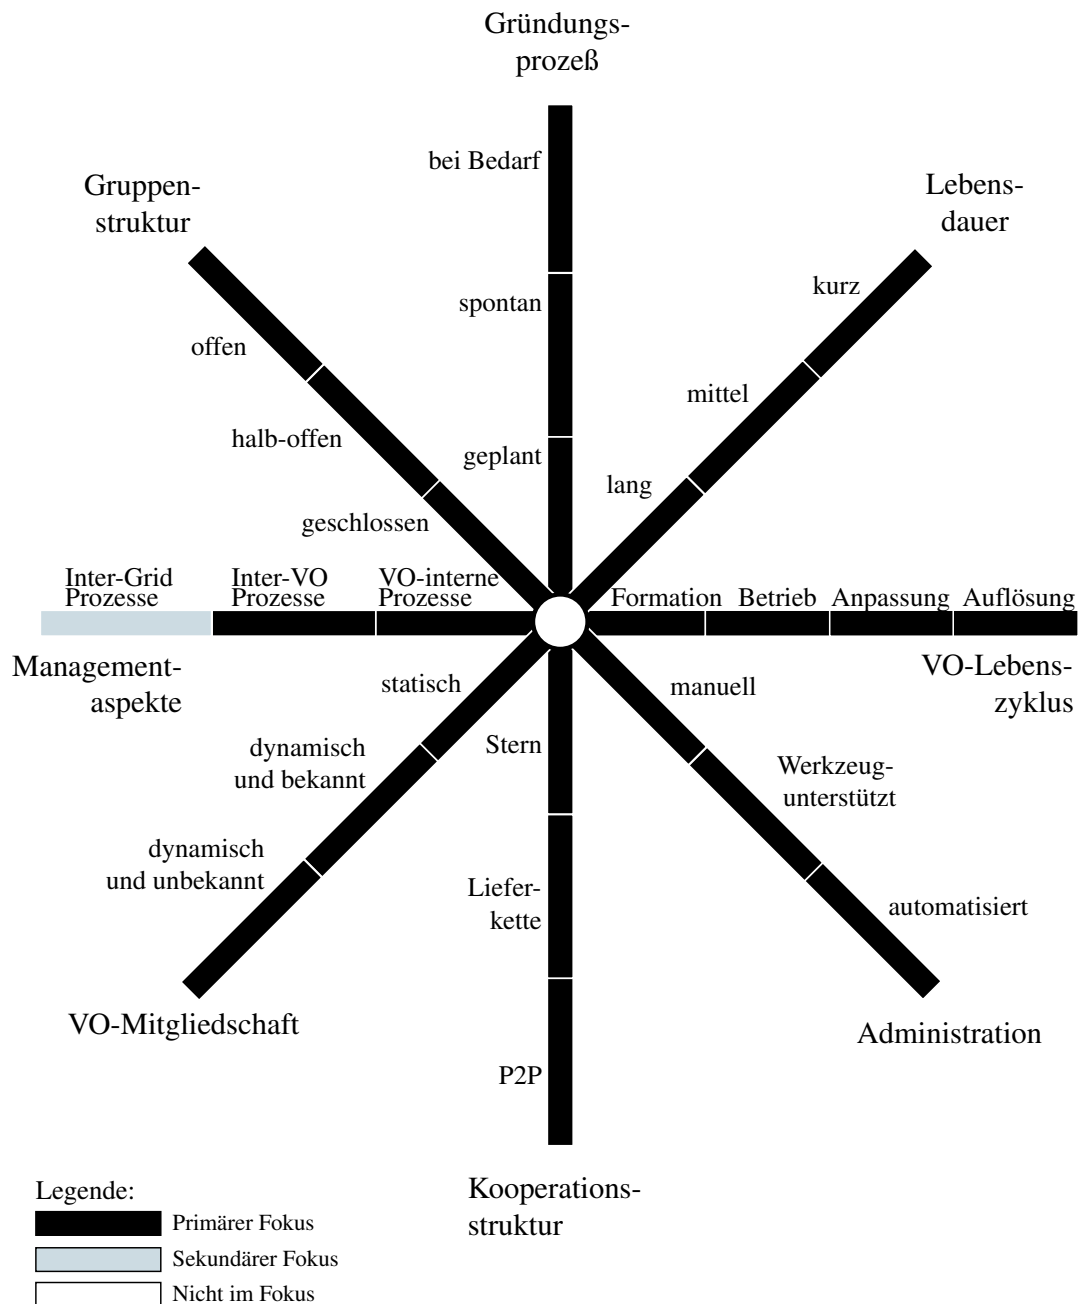 Gründungs-
prozeß
bei Bedarf
spontan
geplant
Gruppen-
struktur
offen
halb-offen
geschlossen
Lebens-
dauer
kurz
mittel
lang
Inter-Grid
Prozesse
Inter-VO
Prozesse
VO-interne
Prozesse
Management-
aspekte
Formation
Betrieb
Anpassung
Auflösung
VO-Lebens-
zyklus
statisch
dynamisch
und bekannt
dynamisch
und unbekannt
VO-Mitgliedschaft
Stern
Liefer-
kette
P2P
Kooperations-
struktur
manuell
Werkzeug-
unterstützt
automatisiert
Administration
Legende:
Primärer Fokus
Sekundärer Fokus
Nicht im Fokus